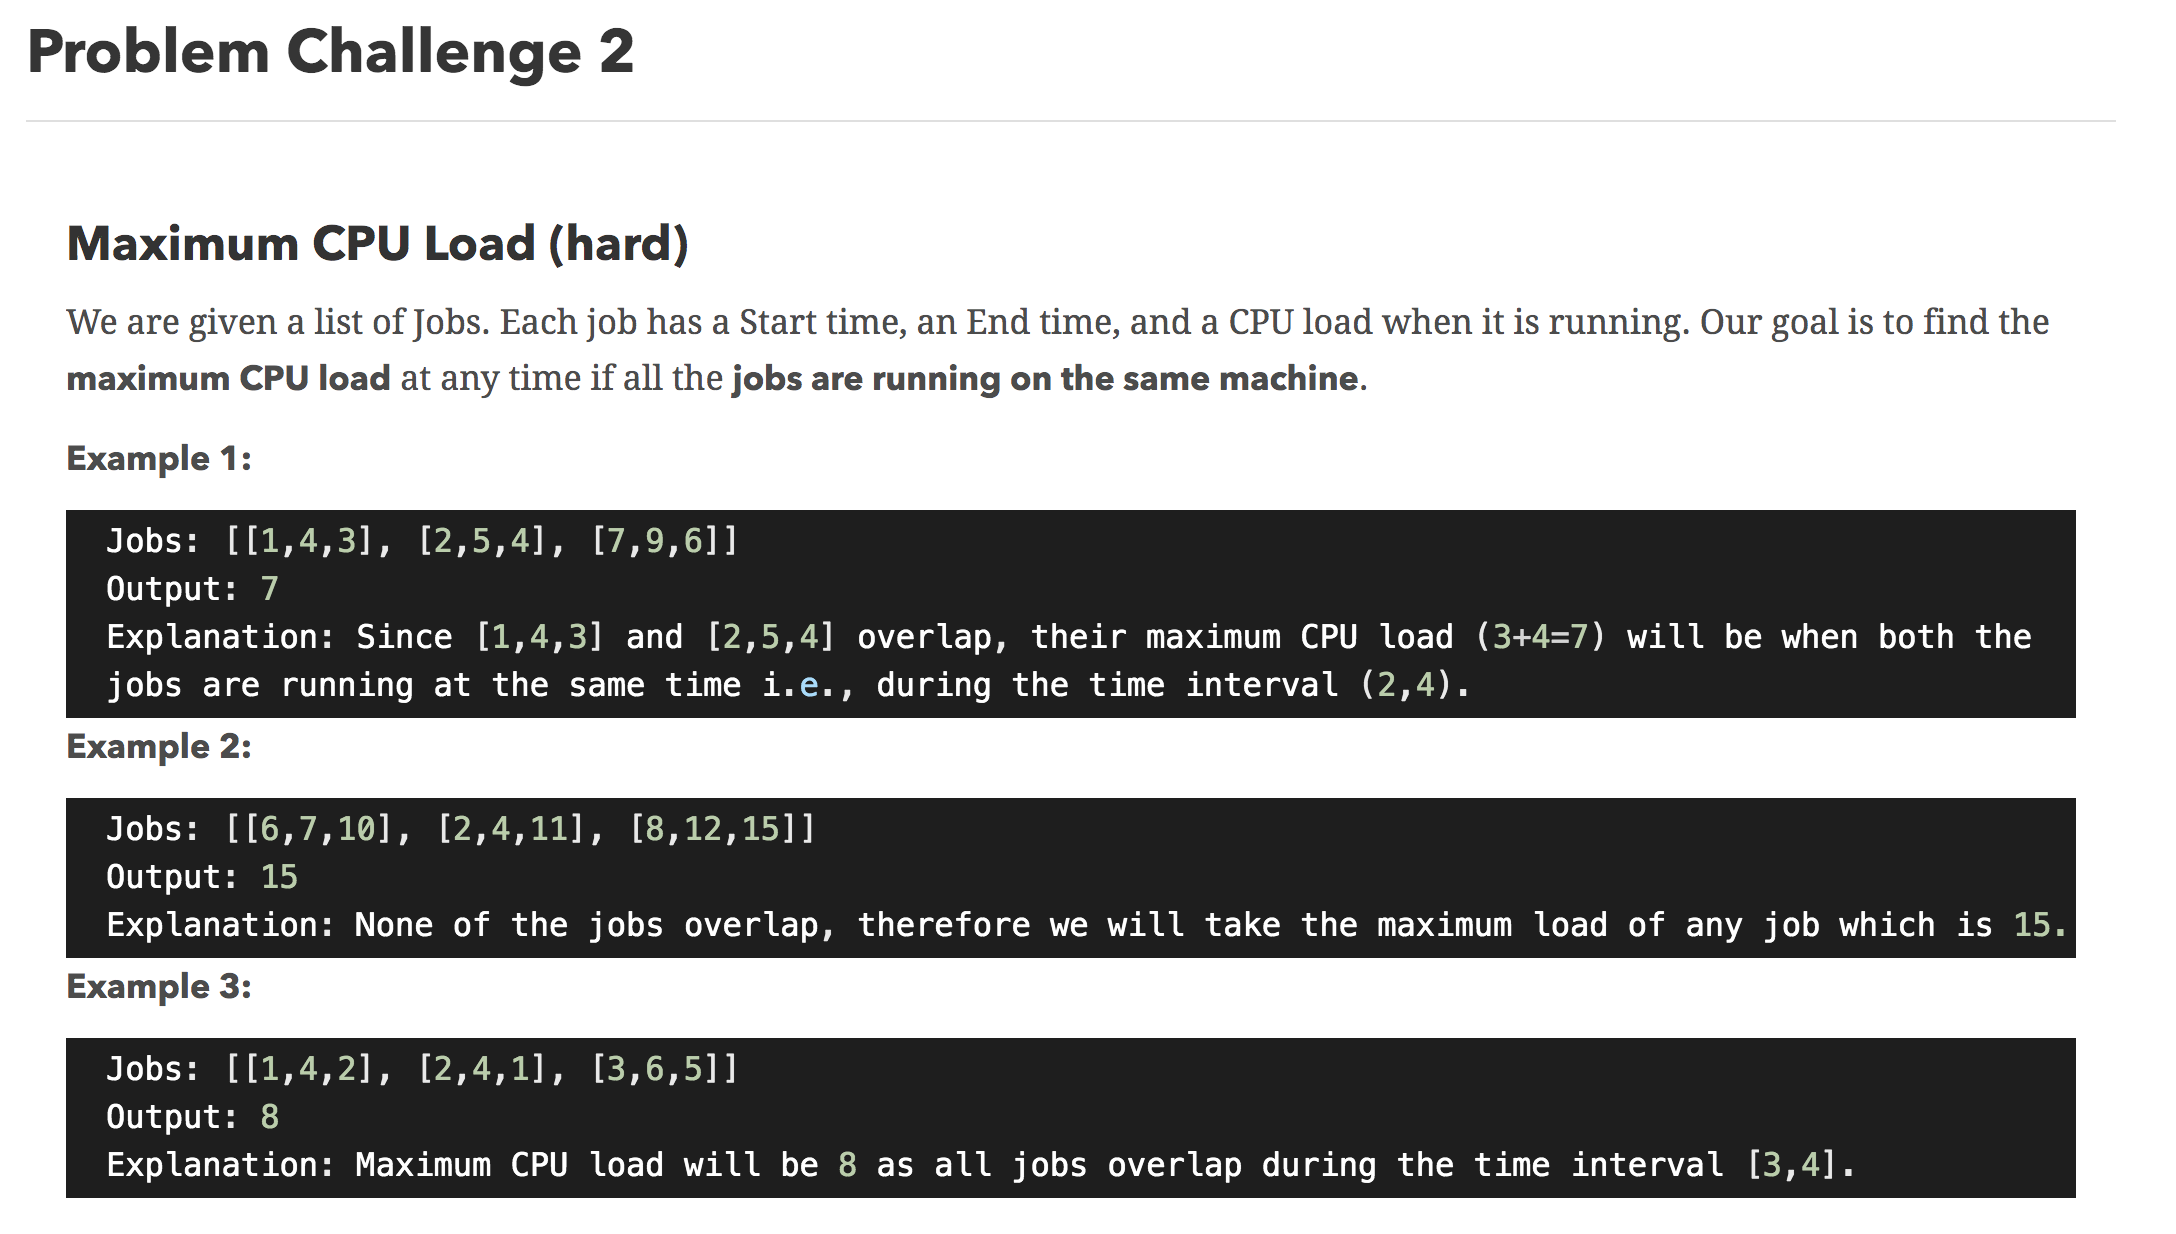 Problem Challenge 2
Maximum CPU Load (hard)
We are given a list of Jobs. Each job has a Start time, an End time, and a CPU load when it is running. Our goal is to find the
maximum CPU load at any time if all the jobs are running on the same machine.
Example 1:
Jobs: [[1,4,3], [2,5,4], [7,9,6]]
Output: 7
Explanation: Since [1,4,3] and [2,5,4] overlap, their maximum CPU load (3+4=7) will be when both the
jobs are running at the same time i.e., during the time interval (2,4).
Example 2:
Jobs: [[6,7,10], [2,4,11], [8,12,15]]
Output: 15
Explanation: None of the jobs overlap, therefore we will take the maximum load of any job which is 15.
Example 3:
Jobs: [[1,4,2], [2,4,1], [3,6,5]]
Output: 8
Explanation: Maximum CPU load will be 8 as all jobs overlap during the time interval [3,4].